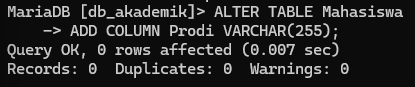 MariaDB [db_akademik]> ALTER TABLE Mahasiswa
    -> ADD COLUMN Prodi VARCHAR(255);
Query OK, 0 rows affected (0.007 sec)
Records: 0  Duplicates: 0  Warnings: 0